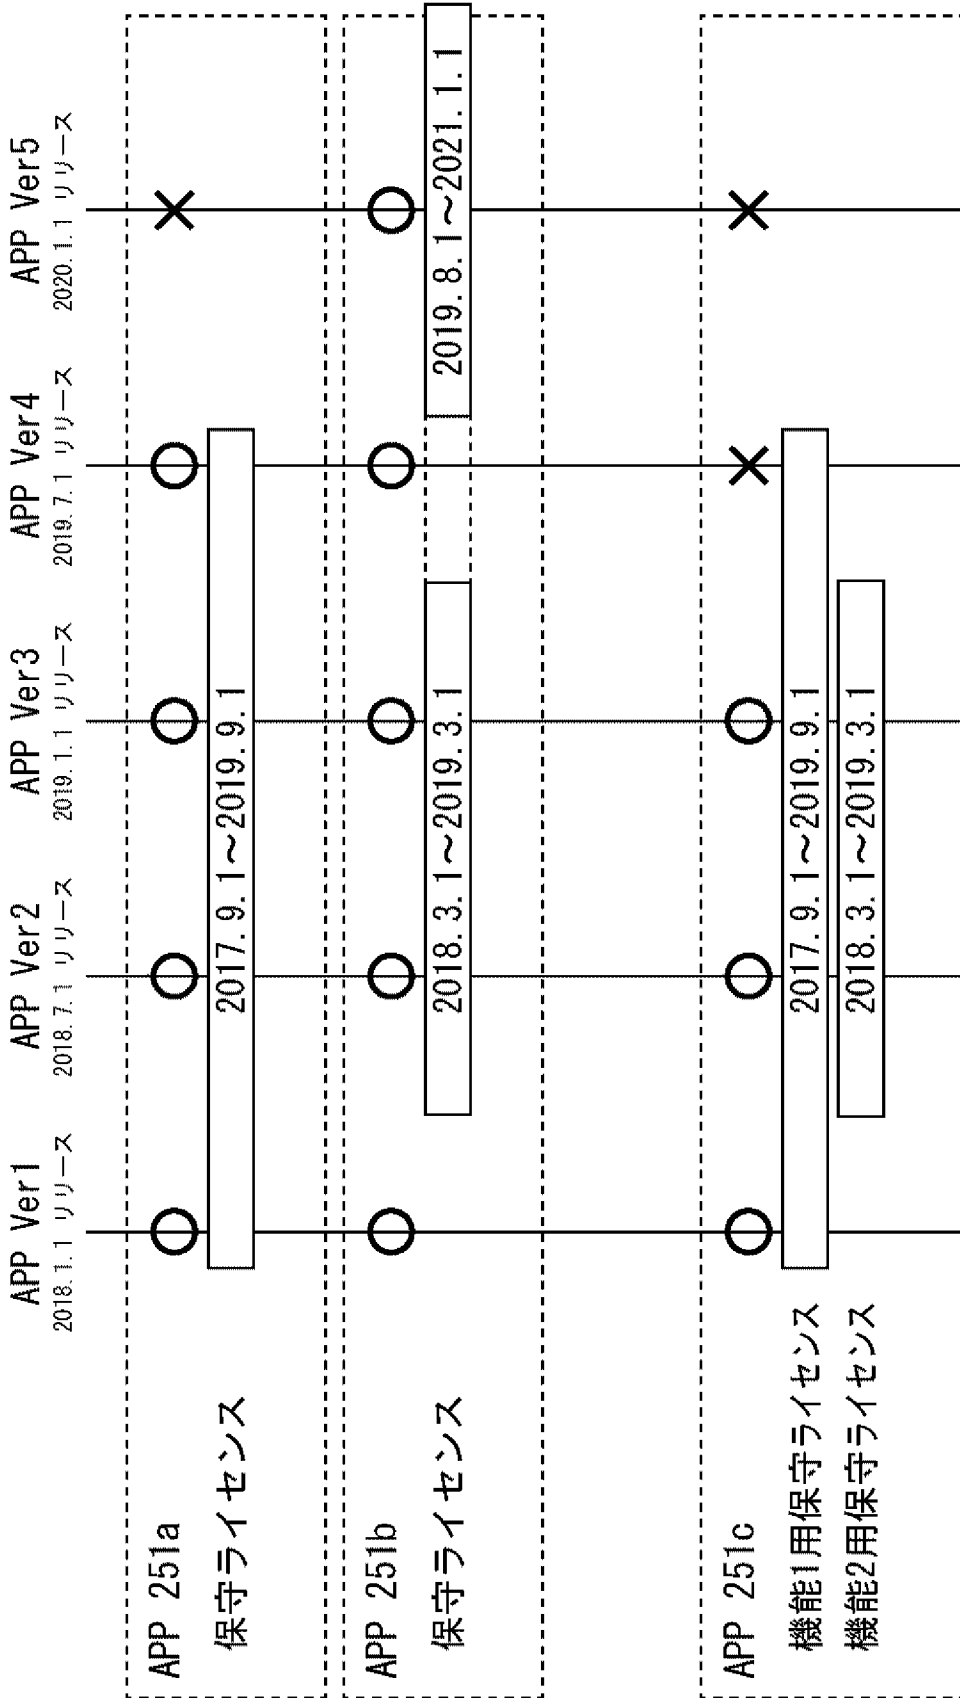 APP Ver1
2018.1.1 リリース
APP Ver2
2018.7.1 リリース
APP Ver3
2019.1.1 リリース
APP Ver4
2019.7.1 リリース
APP Ver5
2020.1.1 リリース
APP 251a
保守ライセンス
2017.9.1～2019.9.1
APP 251b
保守ライセンス
2018.3.1～2019.3.1
2019.8.1～2021.1.1
APP 251c
機能1用保守ライセンス
2017.9.1～2019.9.1
機能2用保守ライセンス
2018.3.1～2019.3.1